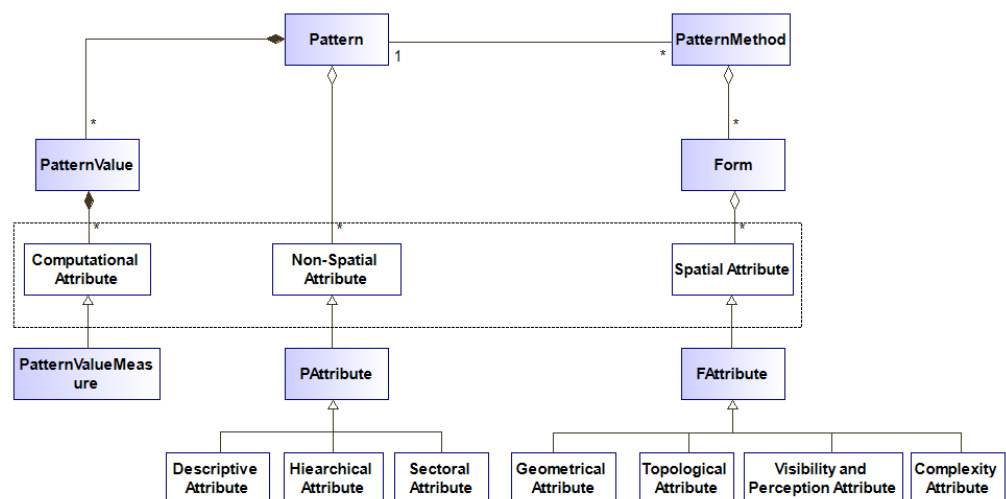 Pattern
PatternMethod
1
*
*
*
PatternValue
Form
*
*
*
Computational
Attribute
Non-Spatial
Attribute
Spatial Attribute
PatternValueMeas
ure
PAttribute
FAttribute
Descriptive
Attribute
Hiearchical
Attribute
Sectoral
Attribute
Geometrical
Attribute
Topological
Attribute
Visibility and
Perception Attribute
Complexity
Attribute